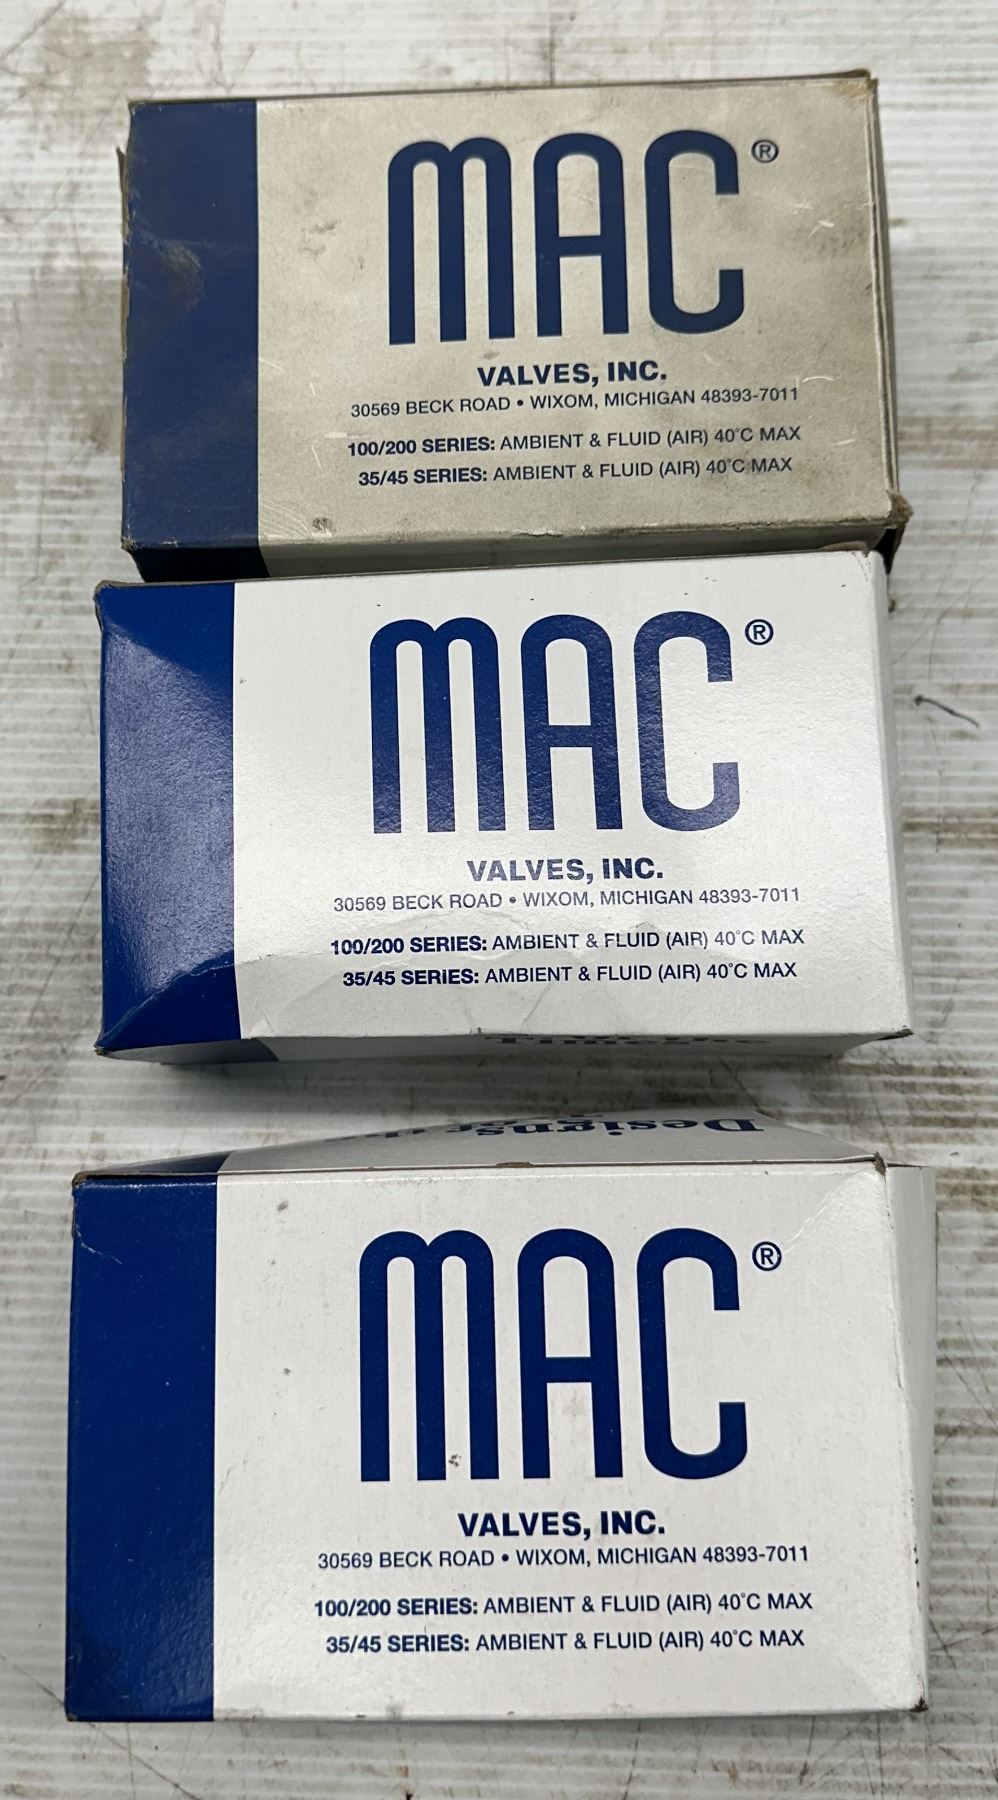 MAC®
VALVES, INC.
30569 BECK ROAD • WIXOM, MICHIGAN 48393-7011
100/200 SERIES: AMBIENT & FLUID (AIR) 40°C MAX
35/45 SERIES: AMBIENT & FLUID (AIR) 40°C MAX
MAC®
VALVES, INC.
30569 BECK ROAD • WIXOM, MICHIGAN 48393-7011
100/200 SERIES: AMBIENT & FLUID (AIR) 40°C MAX
35/45 SERIES: AMBIENT & FLUID (AIR) 40°C MAX
Designs
MAC®
VALVES, INC.
30569 BECK ROAD • WIXOM, MICHIGAN 48393-7011
100/200 SERIES: AMBIENT & FLUID (AIR) 40°C MAX
35/45 SERIES: AMBIENT & FLUID (AIR) 40°C MAX